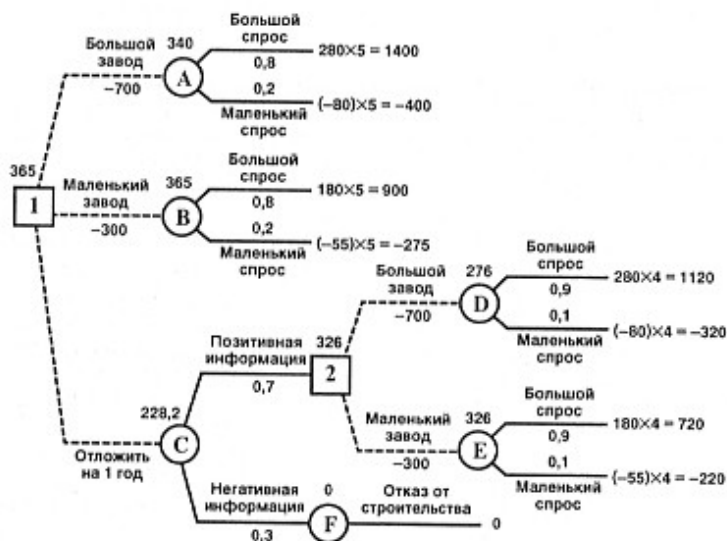 Большой
завод
–700
340
A
Большой
спрос
0,8
280×5 = 1400
0,2
Маленький
спрос
(–80)×5 = –400
365
1
Маленький
завод
–300
365
B
Большой
спрос
0,8
180×5 = 900
0,2
Маленький
спрос
(–55)×5 = –275
Отложить
на 1 год
228,2
C
Позитивная
информация
0,7
326
2
Большой
завод
–700
276
D
Большой
спрос
0,9
280×4 = 1120
0,1
Маленький
спрос
(–80)×4 = –320
Маленький
завод
–300
326
E
Большой
спрос
0,9
180×4 = 720
0,1
Маленький
спрос
(–55)×4 = –220
Негативная
информация
0,3
0
F
Отказ от
строительства
0